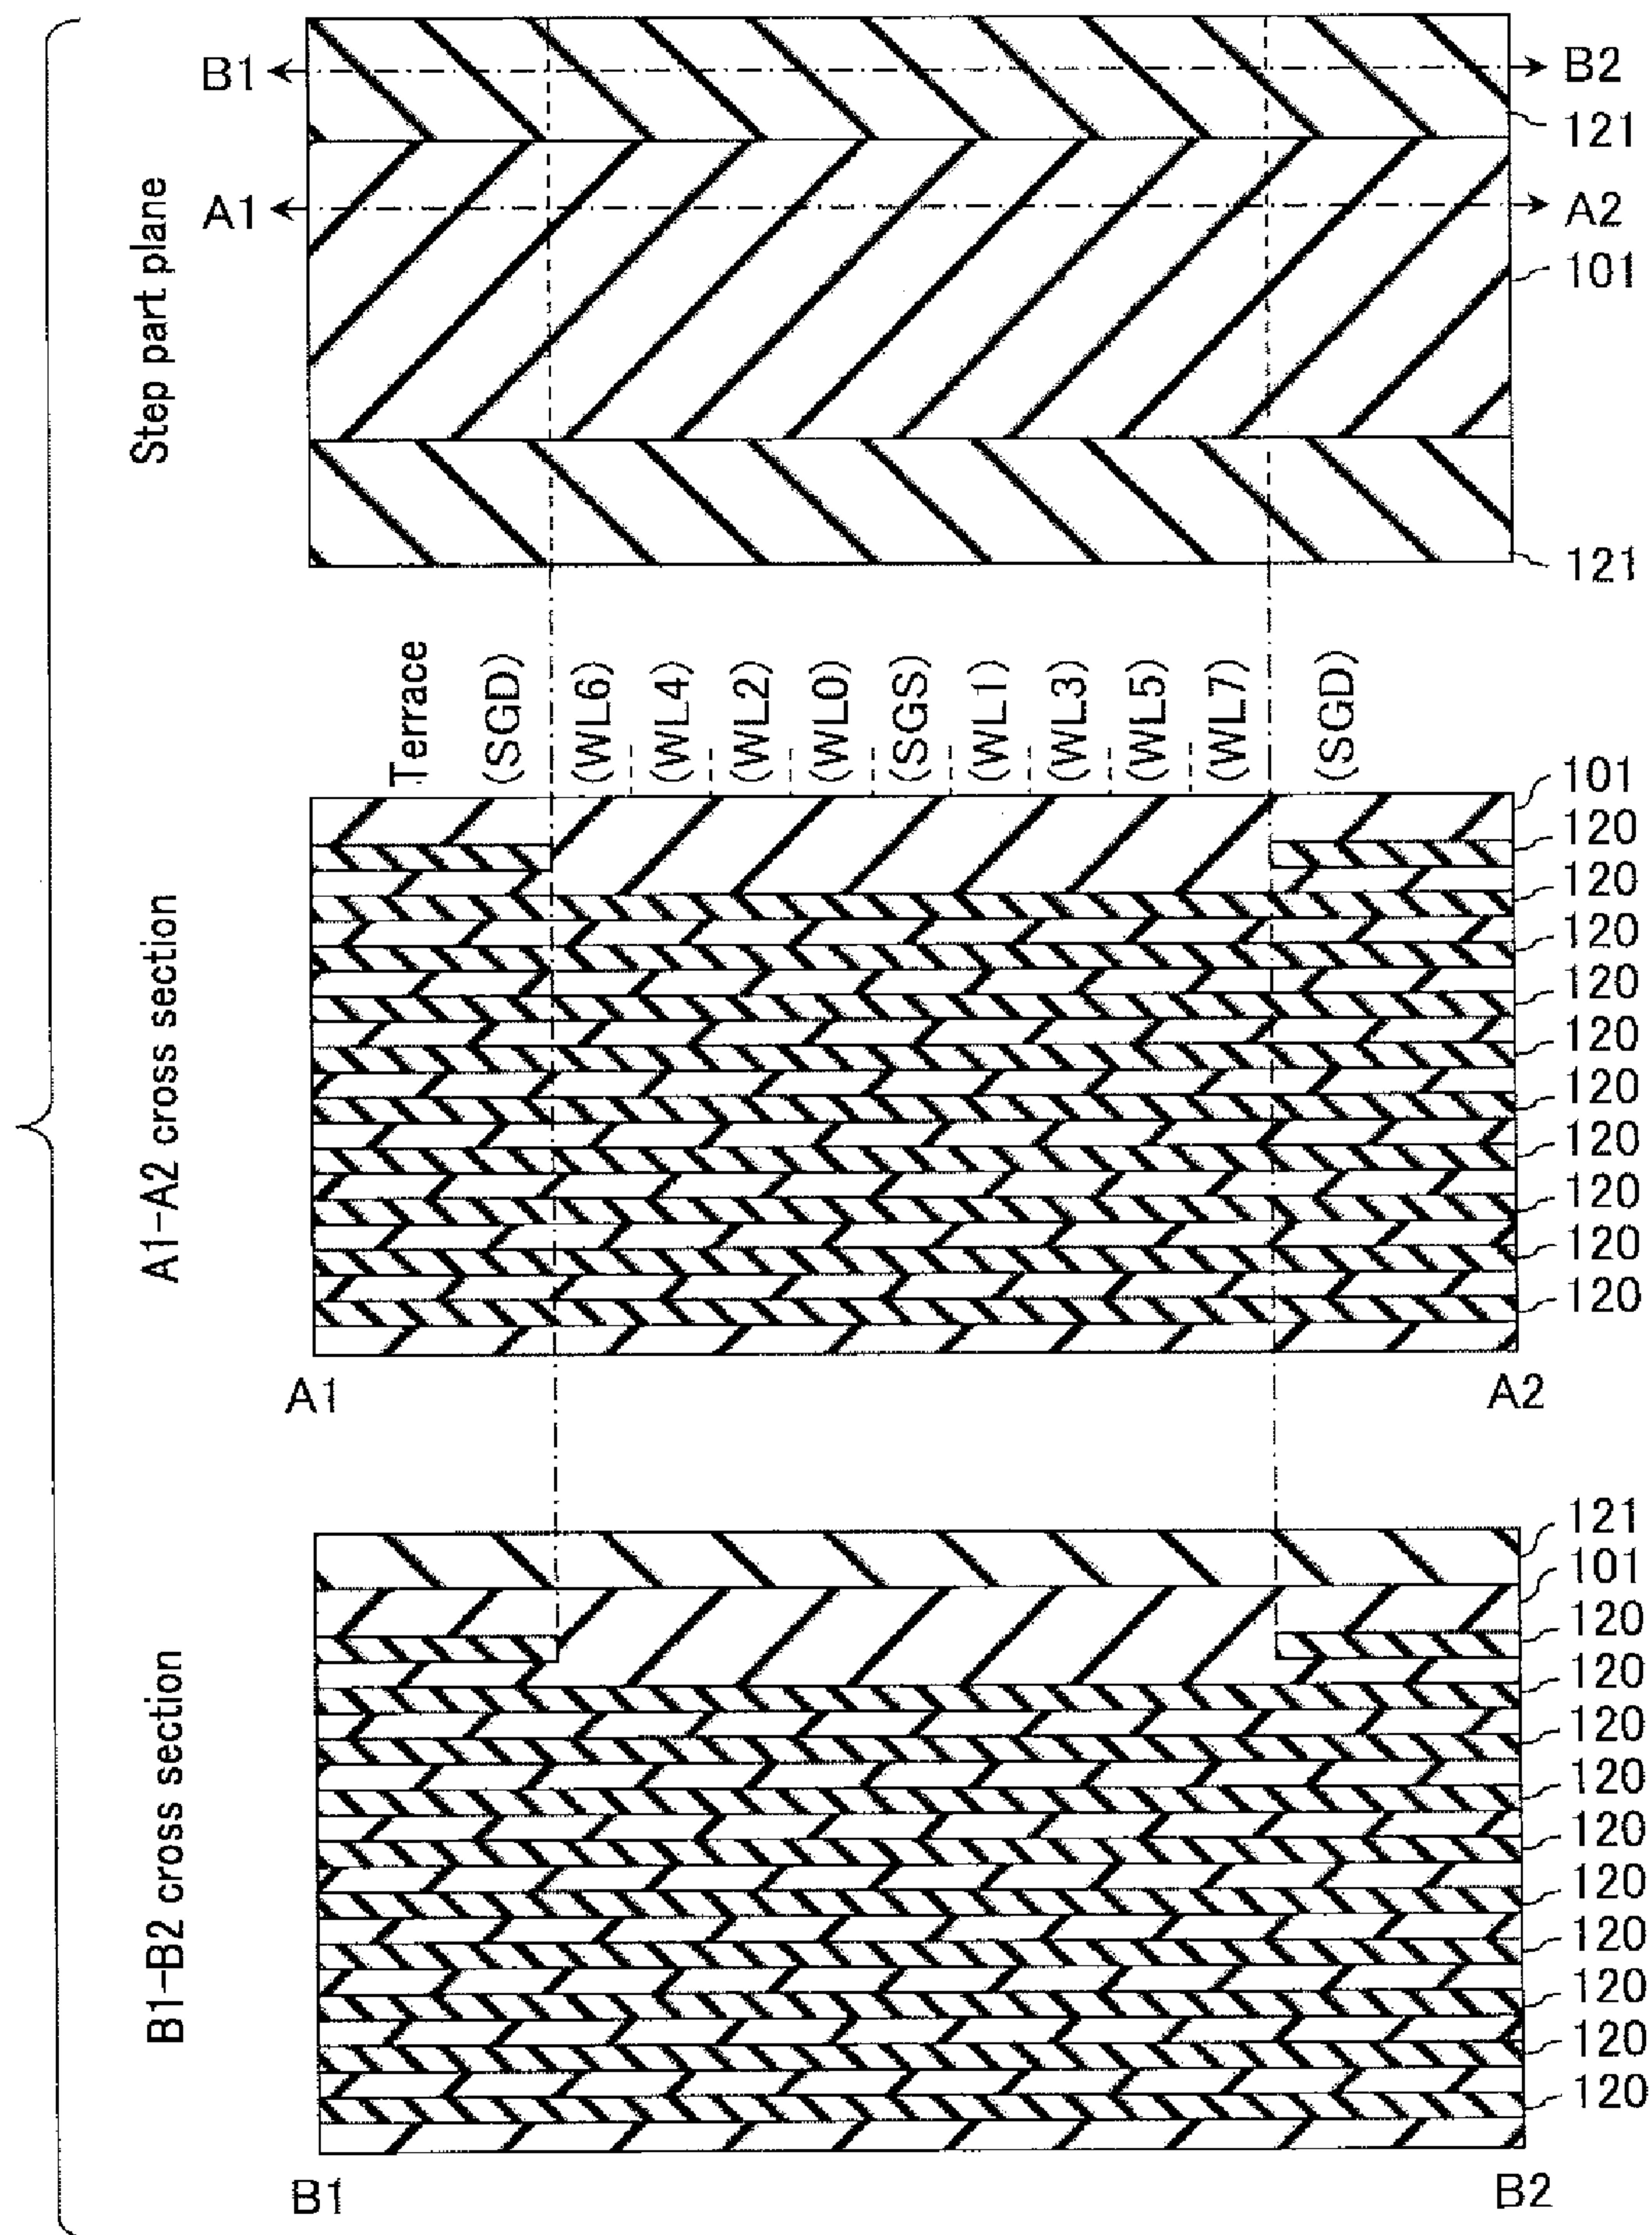 Step part plane
B1
B2
121
A1
A2
101
121
Terrace
(SGD)
(WL6)
(WL4)
(WL2)
(WL0)
(SGS)
(WL1)
(WL3)
(WL5)
(WL7)
(SGD)
A1-A2 cross section
101
120
120
120
120
120
120
120
120
120
120
A1
A2
B1-B2 cross section
121
101
120
120
120
120
120
120
120
120
120
120
B1
B2